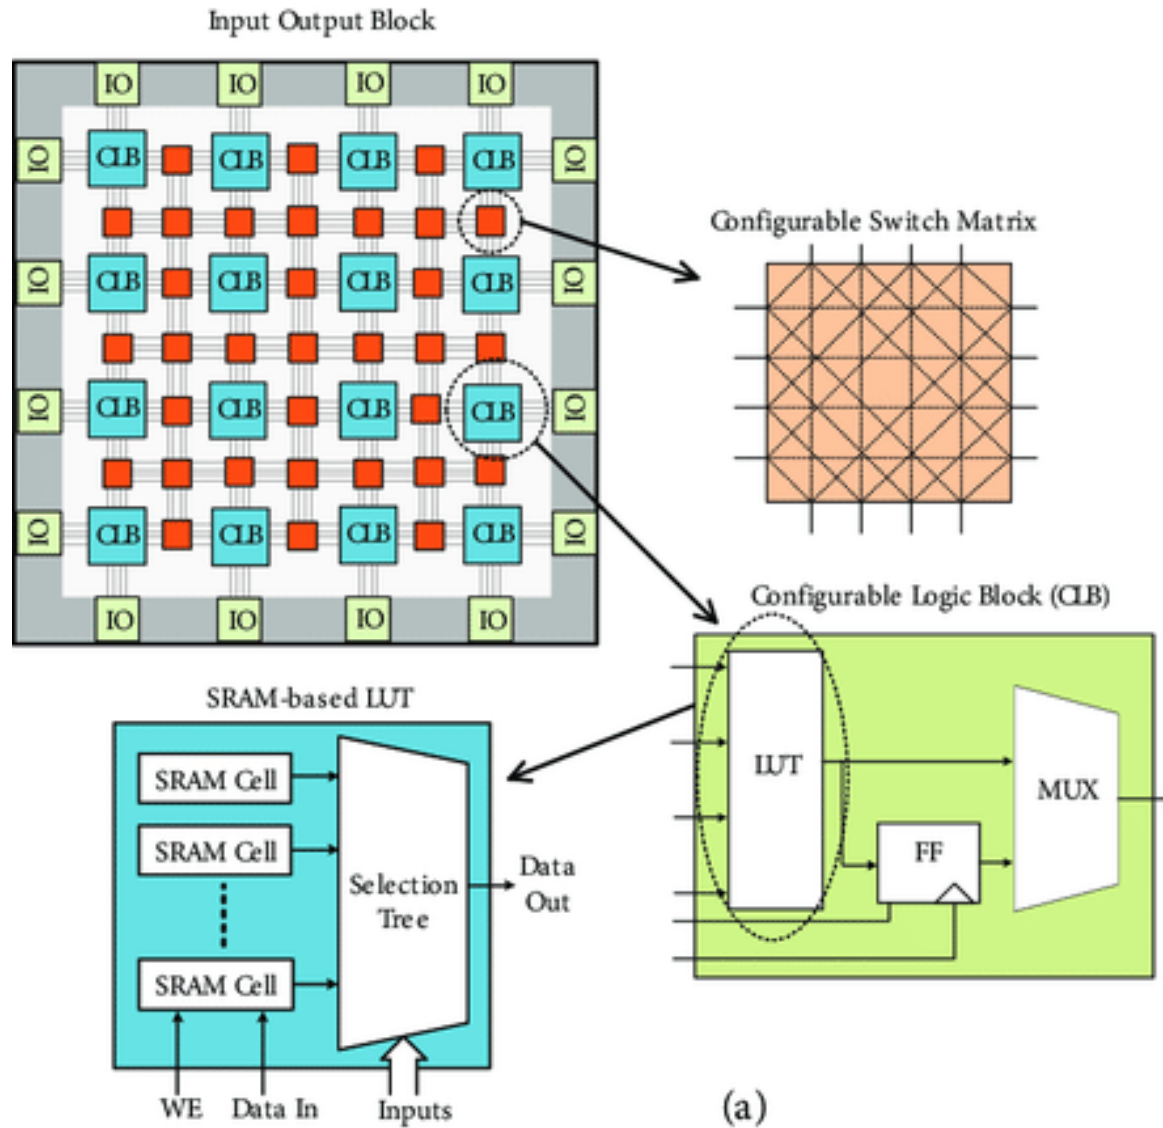 Input Output Block
IO IO IO IO
IO CLB CLB CLB CLB IO
IO CLB CLB CLB CLB IO
IO CLB CLB CLB CLB IO
IO CLB CLB CLB CLB IO
IO IO IO IO
Configurable Switch Matrix
Configurable Logic Block (CLB)
LUT
FF
MUX
SRAM-based LUT
SRAM Cell
SRAM Cell
SRAM Cell
Selection
Tree
Data
Out
WE Data In Inputs
(a)